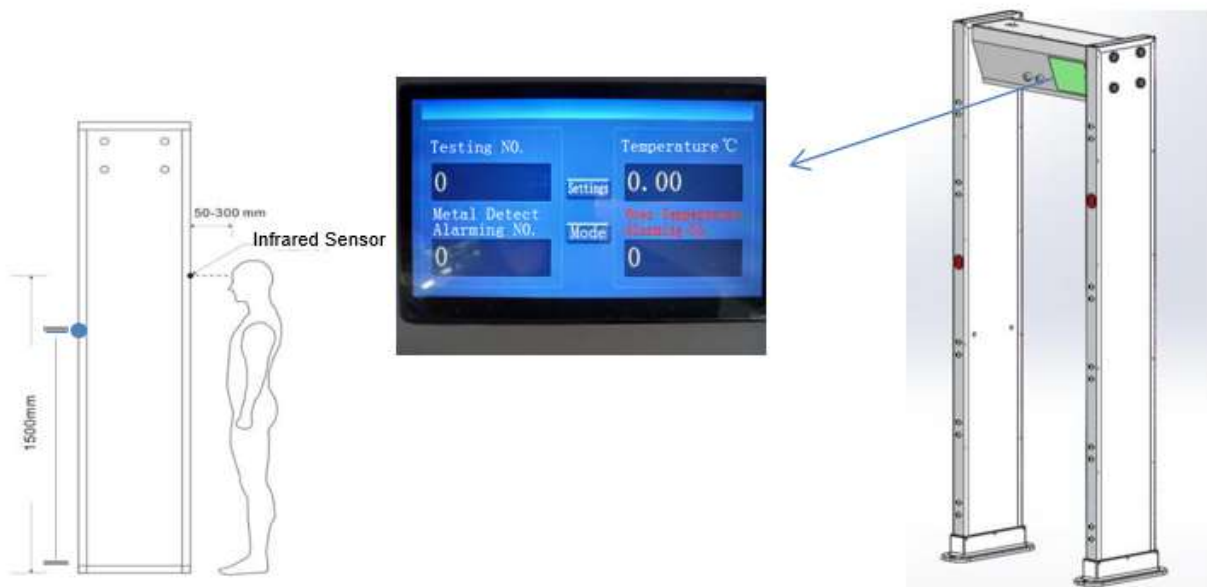 50-300 mm
Infrared Sensor
1500mm
Testing NO.
0
Metal Detect
Alarming NO.
0
Settings
Mode
Temperature℃
0.00
Temperature
0